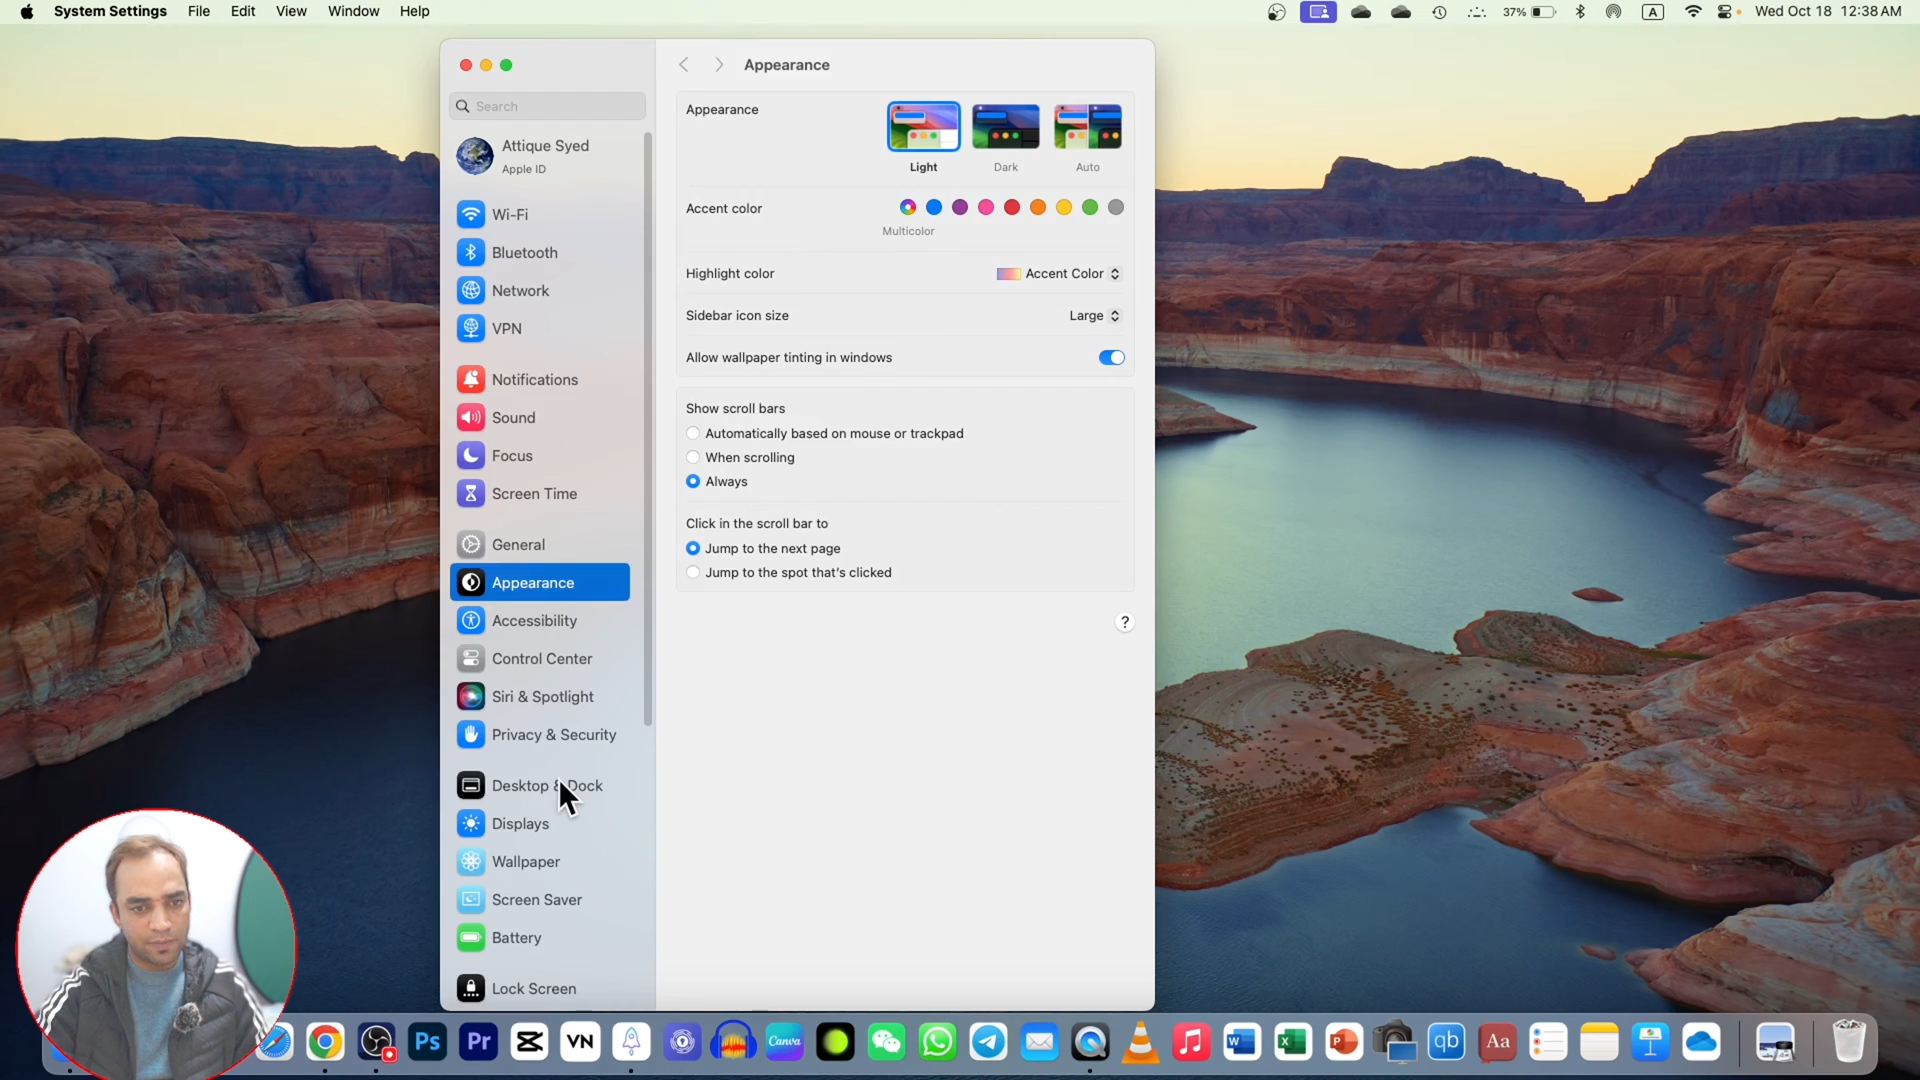 System Settings File Edit View Window Help
37% A Wed Oct 18 12:38 AM
Search
Attique Syed
Apple ID
Wi-Fi
Bluetooth
Network
VPN
Notifications
Sound
Focus
Screen Time
General
Appearance
Accessibility
Control Center
Siri & Spotlight
Privacy & Security
Desktop & Dock
Displays
Wallpaper
Screen Saver
Battery
Lock Screen
Appearance
Appearance
Light Dark Auto
Accent color
Multicolor
Highlight color Accent Color
Sidebar icon size Large
Allow wallpaper tinting in windows
Show scroll bars
Automatically based on mouse or trackpad
When scrolling
Always
Click in the scroll bar to
Jump to the next page
Jump to the spot that's clicked
?
Ps Pr VN Canva W X P qb Aa